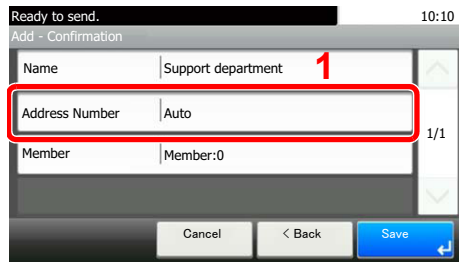 Ready to send. 10:10
Add - Confirmation
Name Support department 1
Address Number Auto
1/1
Member Member:0
Cancel < Back Save